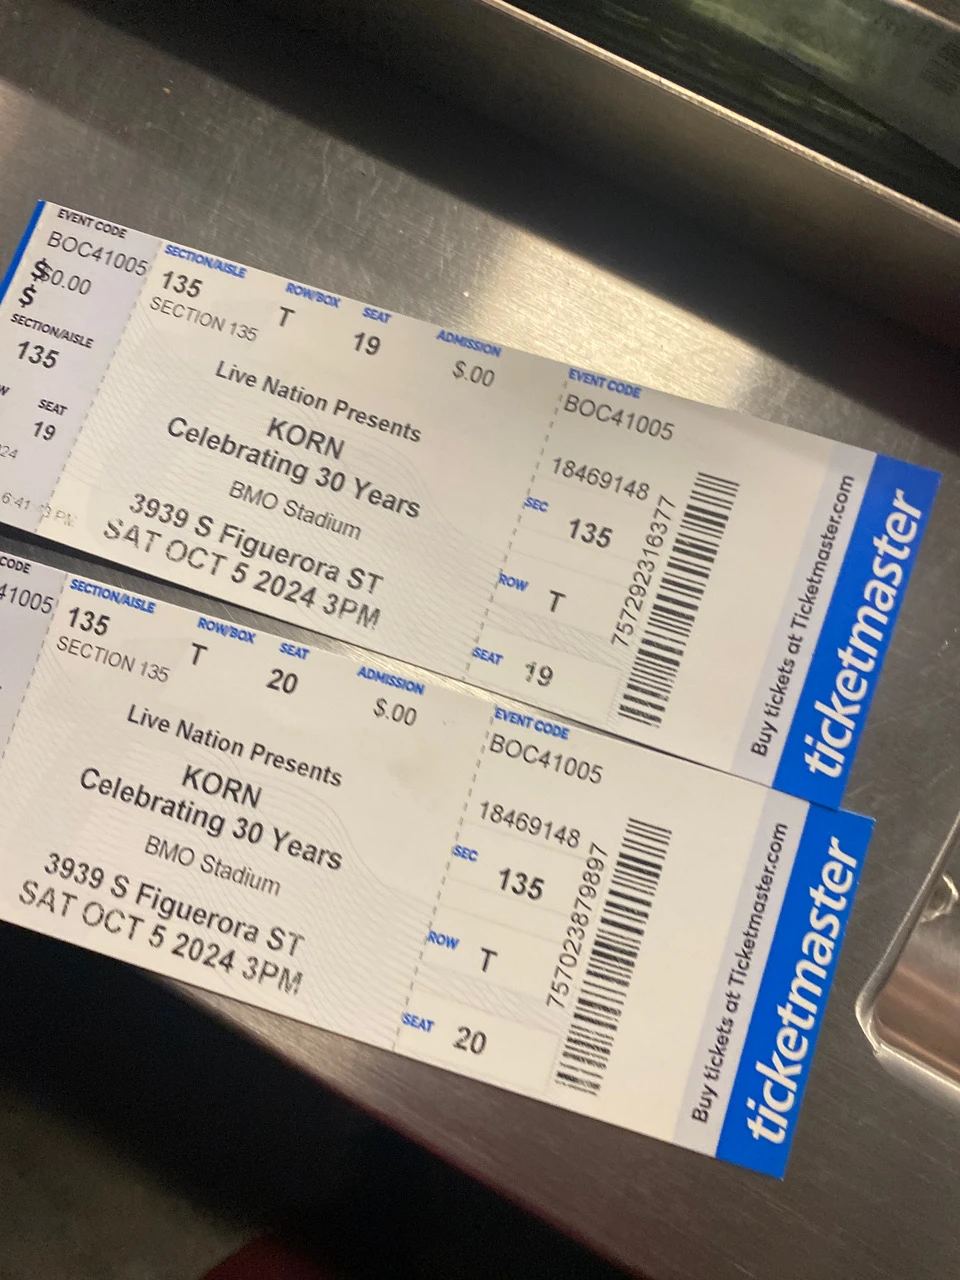 EVENT CODE
BOC41005
$
$0.00
$
SECTION/AISLE
135
SEAT
19
SECTION/AISLE
135
SECTION 135
ROW/BOX
T
SEAT
19
ADMISSION
$.00
Live Nation Presents
KORN
Celebrating 30 Years
BMO Stadium
3939 S Figuerora ST
SAT OCT 5 2024 3PM
EVENT CODE
BOC41005
18469148
SEC
135
ROW
T
SEAT
19
757292316377
Buy tickets at Ticketmaster.com
ticketmaster
CODE
41005
SECTION/AISLE
135
SECTION 135
ROW/BOX
T
SEAT
20
ADMISSION
$.00
Live Nation Presents
KORN
Celebrating 30 Years
BMO Stadium
3939 S Figuerora ST
SAT OCT 5 2024 3PM
EVENT CODE
BOC41005
18469148
SEC
135
ROW
T
SEAT
20
757023879897
Buy tickets at Ticketmaster.com
ticketmaster